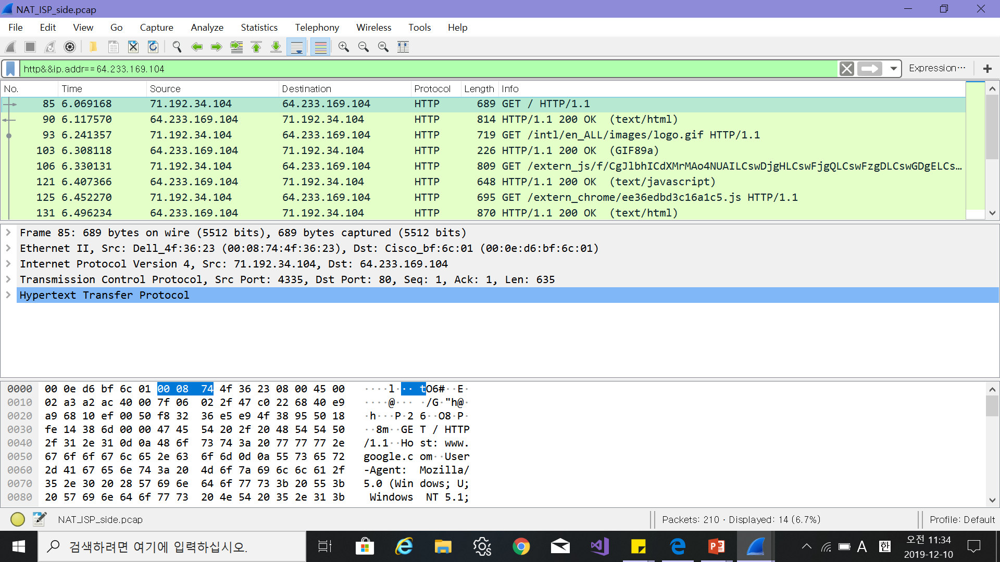 NAT_ISP_side.pcap
File Edit View Go Capture Analyze Statistics Telephony Wireless Tools Help
http&&ip.addr==64.233.169.104 Expression…
No. Time Source Destination Protocol Length Info
85 6.069168 71.192.34.104 64.233.169.104 HTTP 689 GET / HTTP/1.1
90 6.117570 64.233.169.104 71.192.34.104 HTTP 814 HTTP/1.1 200 OK (text/html)
93 6.241357 71.192.34.104 64.233.169.104 HTTP 719 GET /intl/en_ALL/images/logo.gif HTTP/1.1
103 6.308118 64.233.169.104 71.192.34.104 HTTP 226 HTTP/1.1 200 OK (GIF89a)
106 6.330131 71.192.34.104 64.233.169.104 HTTP 809 GET /extern_js/f/CgJlbhICdXMrMAo4NUAILCswDjgHLCswFjgQLCswFzgDLCswGDgELCs…
121 6.407366 64.233.169.104 71.192.34.104 HTTP 648 HTTP/1.1 200 OK (text/javascript)
125 6.452270 71.192.34.104 64.233.169.104 HTTP 695 GET /extern_chrome/ee36edbd3c16a1c5.js HTTP/1.1
131 6.496234 64.233.169.104 71.192.34.104 HTTP 870 HTTP/1.1 200 OK (text/html)
Frame 85: 689 bytes on wire (5512 bits), 689 bytes captured (5512 bits)
Ethernet II, Src: Dell_4f:36:23 (00:08:74:4f:36:23), Dst: Cisco_bf:6c:01 (00:0e:d6:bf:6c:01)
Internet Protocol Version 4, Src: 71.192.34.104, Dst: 64.233.169.104
Transmission Control Protocol, Src Port: 4335, Dst Port: 80, Seq: 1, Ack: 1, Len: 635
Hypertext Transfer Protocol
0000 00 0e d6 bf 6c 01 00 08 74 4f 36 23 08 00 45 00 ····l··· tO6#··E·
0010 02 a3 a2 ac 40 00 7f 06 02 2f 47 c0 22 68 40 e9 ····@··· ·/G·"h@·
0020 a9 68 10 ef 00 50 f8 32 36 e5 e9 4f 38 95 50 18 ·h···P·2 6··O8·P·
0030 fe 14 38 6d 00 00 47 45 54 20 2f 20 48 54 54 50 ··8m··GE T / HTTP
0040 2f 31 2e 31 0d 0a 48 6f 73 74 3a 20 77 77 77 2e /1.1··Ho st: www.
0050 67 6f 6f 67 6c 65 2e 63 6f 6d 0d 0a 55 73 65 72 google.c om··User
0060 2d 41 67 65 6e 74 3a 20 4d 6f 7a 69 6c 6c 61 2f -Agent: Mozilla/
0070 35 2e 30 20 28 57 69 6e 64 6f 77 73 3b 20 55 3b 5.0 (Win dows; U;
0080 20 57 69 6e 64 6f 77 73 20 4e 54 20 35 2e 31 3b Windows NT 5.1;
NAT_ISP_side.pcap Packets: 210 · Displayed: 14 (6.7%) Profile: Default
검색하려면 여기에 입력하십시오. A 한 오전 11:34
2019-12-10